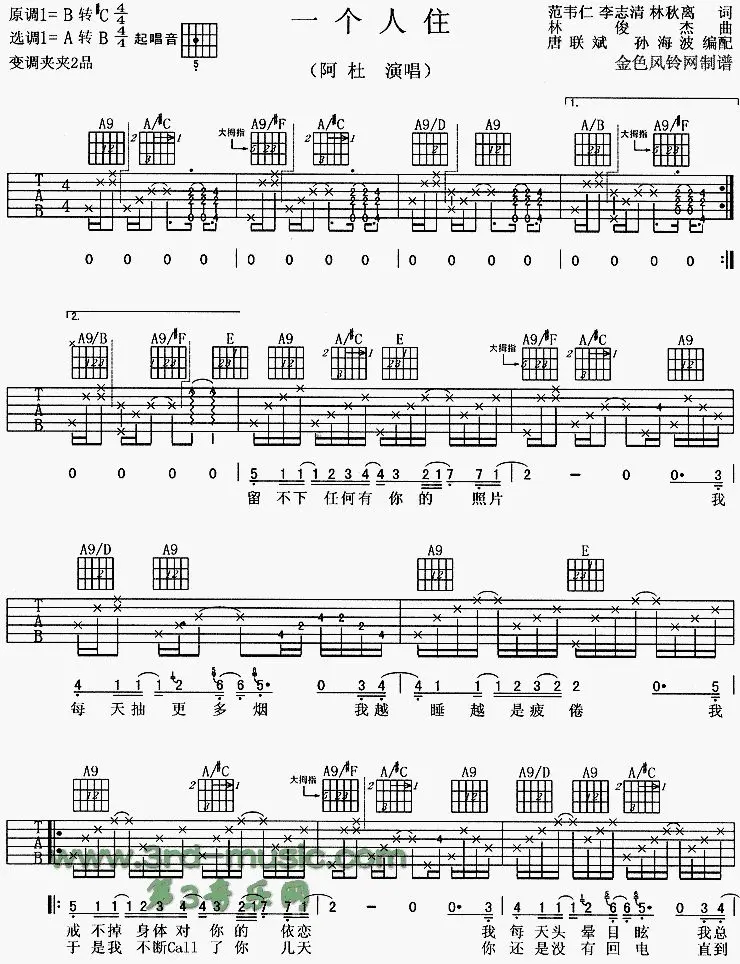 一个人住
原调1= B 转 #C 4/4
选调1= A 转 B 4/4 起唱音
变调夹夹2品
5
(阿杜 演唱)
范韦仁 李志清 林秋离 词
林俊杰 曲
唐联斌 孙海波 编配
金色风铃网制谱
1.
A9 A/#C 大拇指 A9/#F A/#C A9/D A9 A/B 大拇指 A9/#F
T A B 4 4
0 0 0 0 | 0 0 0 0 | 0 0 0 0 | 0 0 0 0 :||
2.
A9/B A9/#F E A9 A/#C E 大拇指 A9/#F A/#C A9
T A B
0 0 0 0 | 5 1 1 1 2 3 4 4 3 2 1 7 7 1 | 2 - 0 0· 3 |
留 不下 任何有 你 的 照片 我
A9/D A9 A9 E
T A B
4 1 1 1 2 6 6 5· 0 3 4 | 4 1 1 1 2 3 2 2 0· 5 |
每 天抽 更 多 烟 我越 睡 越 是疲 倦 我
A9 A/#C 大拇指 A9/#F A/#C A9 A9/D A9 A/#C
T A B
www.3rd-music.com
第3音乐网
||: 5 1 1 1 2 3 4 4 3 2 1 7 7 1 | 2 - 0 0· 3 | 4 1 1 1 2 6 5· 5 5 |
戒 不掉 身体对 你 的 依恋 我 每 天头 晕 目 眩 我总
于 是我 不断Call 了 你 几天 你 还 是没 有 回 电 直到